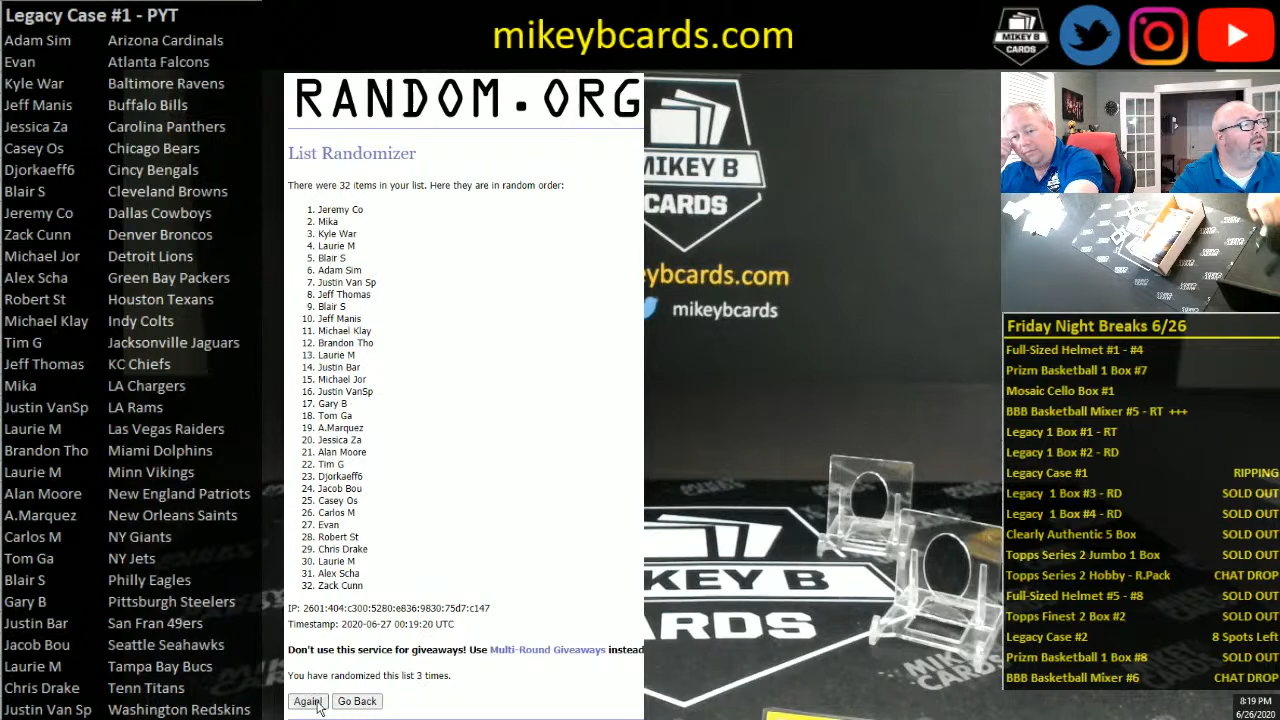 Legacy Case #1 - PYT
Adam Sim Arizona Cardinals
Evan Atlanta Falcons
Kyle War Baltimore Ravens
Jeff Manis Buffalo Bills
Jessica Za Carolina Panthers
Casey Os Chicago Bears
Djorkaeff6 Cincy Bengals
Blair S Cleveland Browns
Jeremy Co Dallas Cowboys
Zack Cunn Denver Broncos
Michael Jor Detroit Lions
Alex Scha Green Bay Packers
Robert St Houston Texans
Michael Klay Indy Colts
Tim G Jacksonville Jaguars
Jeff Thomas KC Chiefs
Mika LA Chargers
Justin VanSp LA Rams
Laurie M Las Vegas Raiders
Brandon Tho Miami Dolphins
Laurie M Minn Vikings
Alan Moore New England Patriots
A.Marquez New Orleans Saints
Carlos M NY Giants
Tom Ga NY Jets
Blair S Philly Eagles
Gary B Pittsburgh Steelers
Justin Bar San Fran 49ers
Jacob Bou Seattle Seahawks
Laurie M Tampa Bay Bucs
Chris Drake Tenn Titans
Justin Van Sp Washington Redskins
mikeybcards.com
MIKEY B
CARDS
RANDOM.ORG
List Randomizer
There were 32 items in your list. Here they are in random order:
1. Jeremy Co
2. Mika
3. Kyle War
4. Laurie M
5. Blair S
6. Adam Sim
7. Justin Van Sp
8. Jeff Thomas
9. Blair S
10. Jeff Manis
11. Michael Klay
12. Brandon Tho
13. Laurie M
14. Justin Bar
15. Michael Jor
16. Justin VanSp
17. Gary B
18. Tom Ga
19. A.Marquez
20. Jessica Za
21. Alan Moore
22. Tim G
23. Djorkaeff6
24. Jacob Bou
25. Casey Os
26. Carlos M
27. Evan
28. Robert St
29. Chris Drake
30. Laurie M
31. Alex Scha
32. Zack Cunn
IP: 2601:404:c300:5280:e836:9830:75d7:c147
Timestamp: 2020-06-27 00:19:20 UTC
Don't use this service for giveaways! Use Multi-Round Giveaways instead
You have randomized this list 3 times.
Again! Go Back
MIKEY B
CARDS
ybcards.com
mikeybcards
KEY B
ARDS
Friday Night Breaks 6/26
Full-Sized Helmet #1 - #4
Prizm Basketball 1 Box #7
Mosaic Cello Box #1
BBB Basketball Mixer #5 - RT +++
Legacy 1 Box #1 - RT
Legacy 1 Box #2 - RD
Legacy Case #1 RIPPING
Legacy 1 Box #3 - RD SOLD OUT
Legacy 1 Box #4 - RD SOLD OUT
Clearly Authentic 5 Box SOLD OUT
Topps Series 2 Jumbo 1 Box SOLD OUT
Topps Series 2 Hobby - R.Pack CHAT DROP
Full-Sized Helmet #5 - #8 SOLD OUT
Topps Finest 2 Box #2 SOLD OUT
Legacy Case #2 8 Spots Left
Prizm Basketball 1 Box #8 SOLD OUT
BBB Basketball Mixer #6 CHAT DROP
8:19 PM
6/26/2020